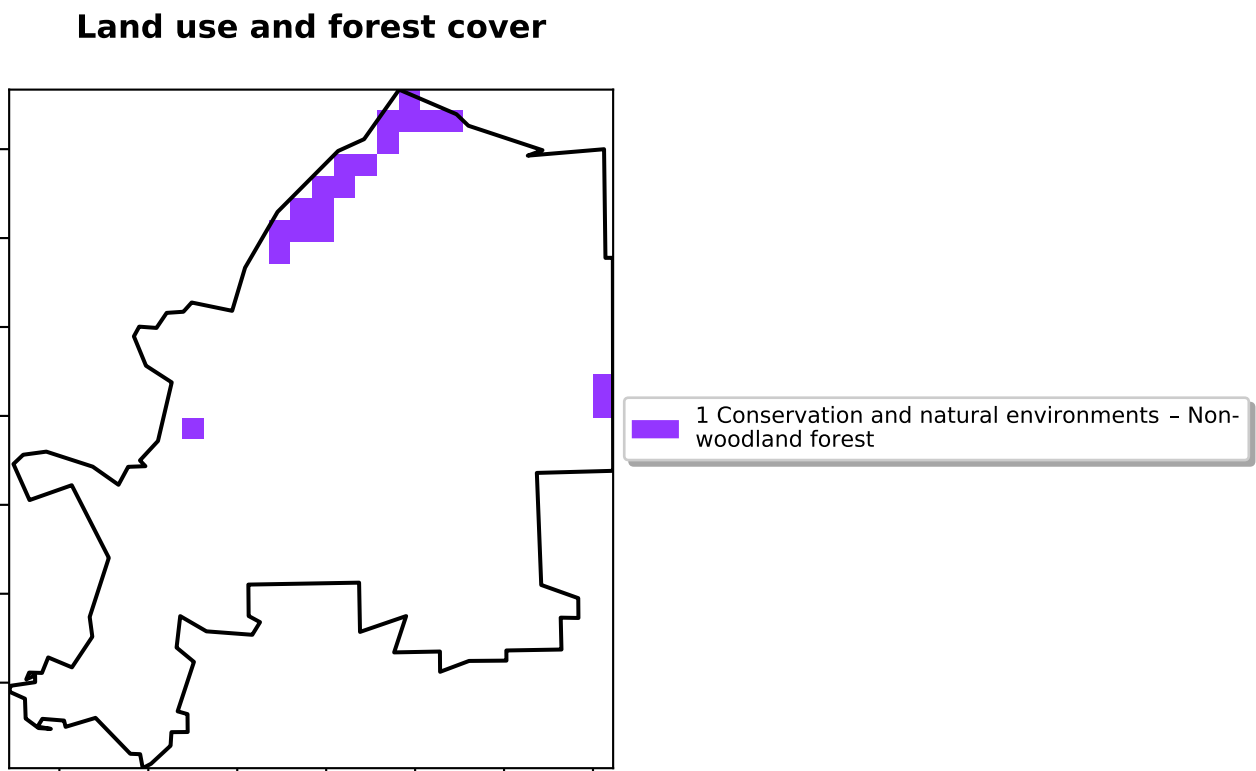 Land use and forest cover
1 Conservation and natural environments – Non-
woodland forest